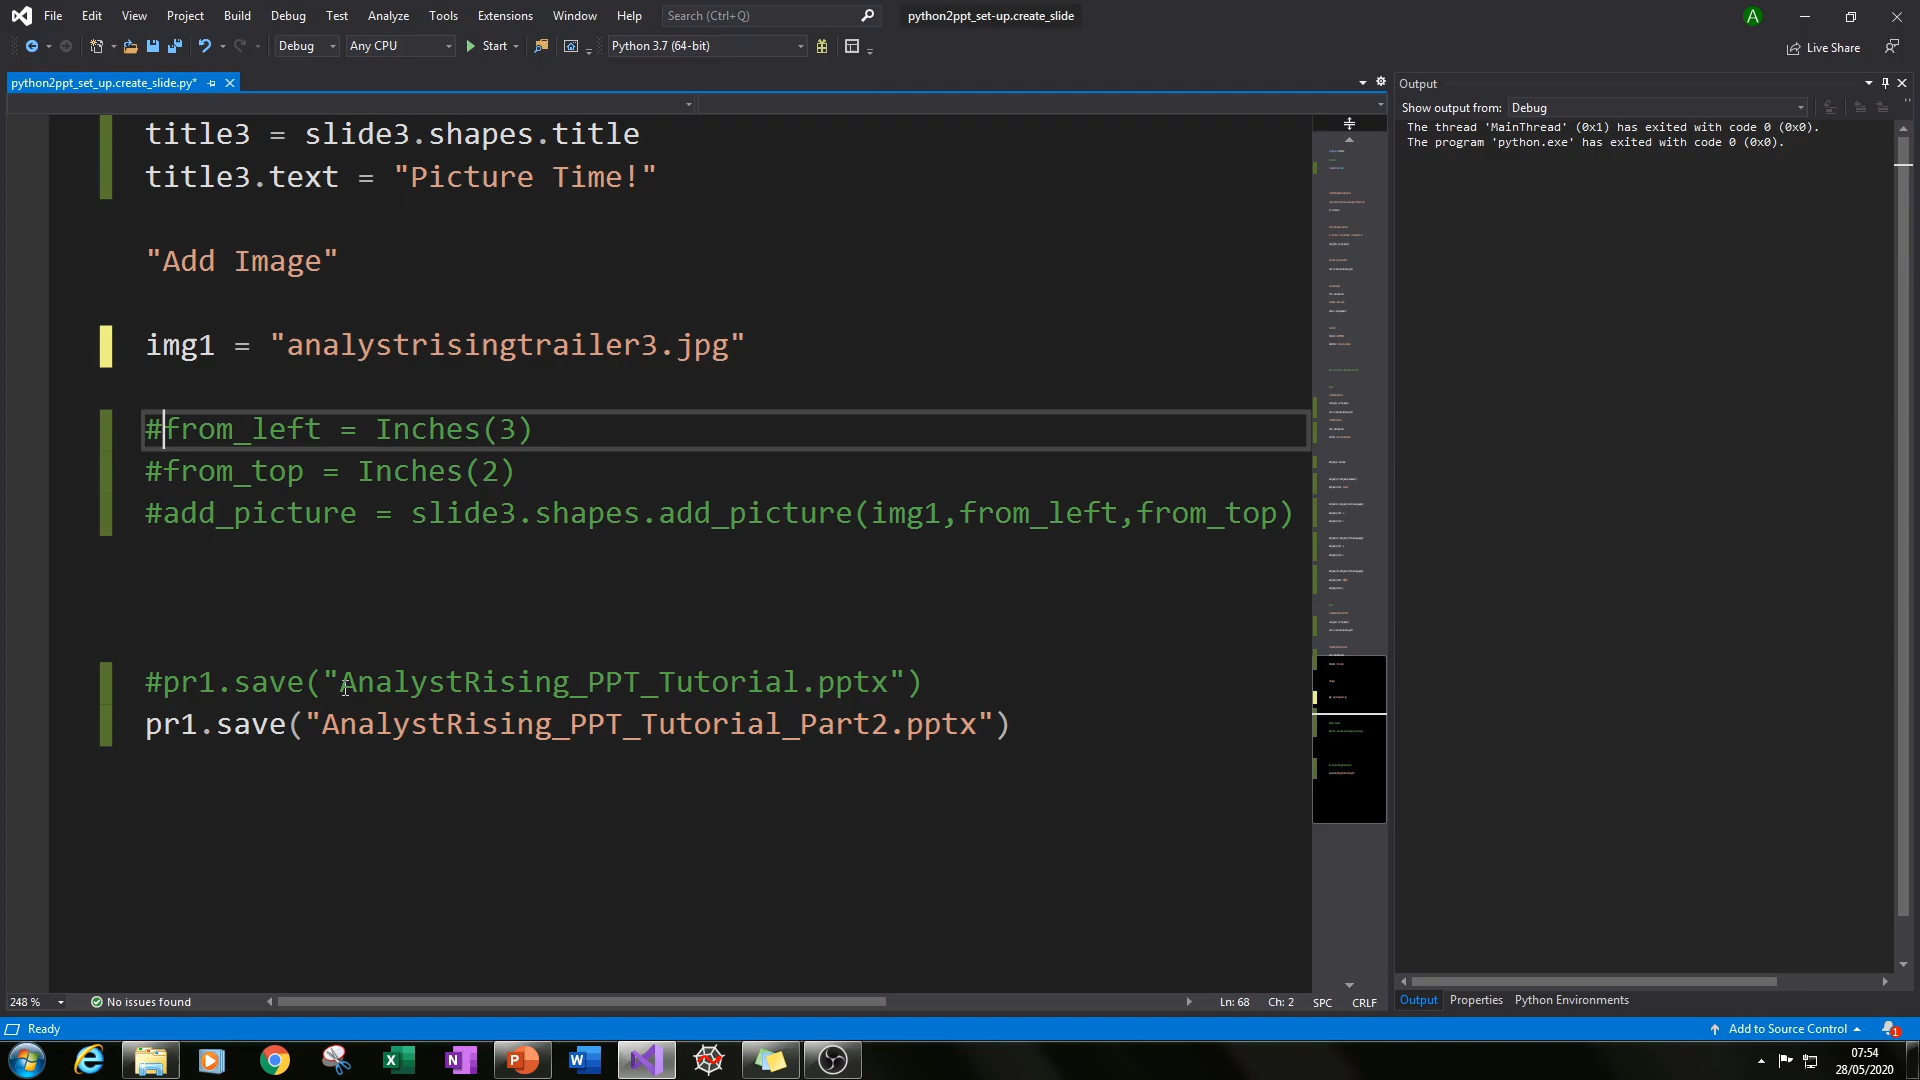 File Edit View Project Build Debug Test Analyze Tools Extensions Window Help Search (Ctrl+Q) python2ppt_set-up.create_slide A
Debug Any CPU Start Python 3.7 (64-bit) Live Share
python2ppt_set_up.create_slide.py*
title3 = slide3.shapes.title
title3.text = "Picture Time!"
"Add Image"
img1 = "analystrisingtrailer3.jpg"
#from_left = Inches(3)
#from_top = Inches(2)
#add_picture = slide3.shapes.add_picture(img1,from_left,from_top)
#pr1.save("AnalystRising_PPT_Tutorial.pptx")
pr1.save("AnalystRising_PPT_Tutorial_Part2.pptx")
248 % No issues found Ln: 68 Ch: 2 SPC CRLF
Output
Show output from: Debug
The thread 'MainThread' (0x1) has exited with code 0 (0x0).
The program 'python.exe' has exited with code 0 (0x0).
Output Properties Python Environments
Ready Add to Source Control 1
07:54
28/05/2020